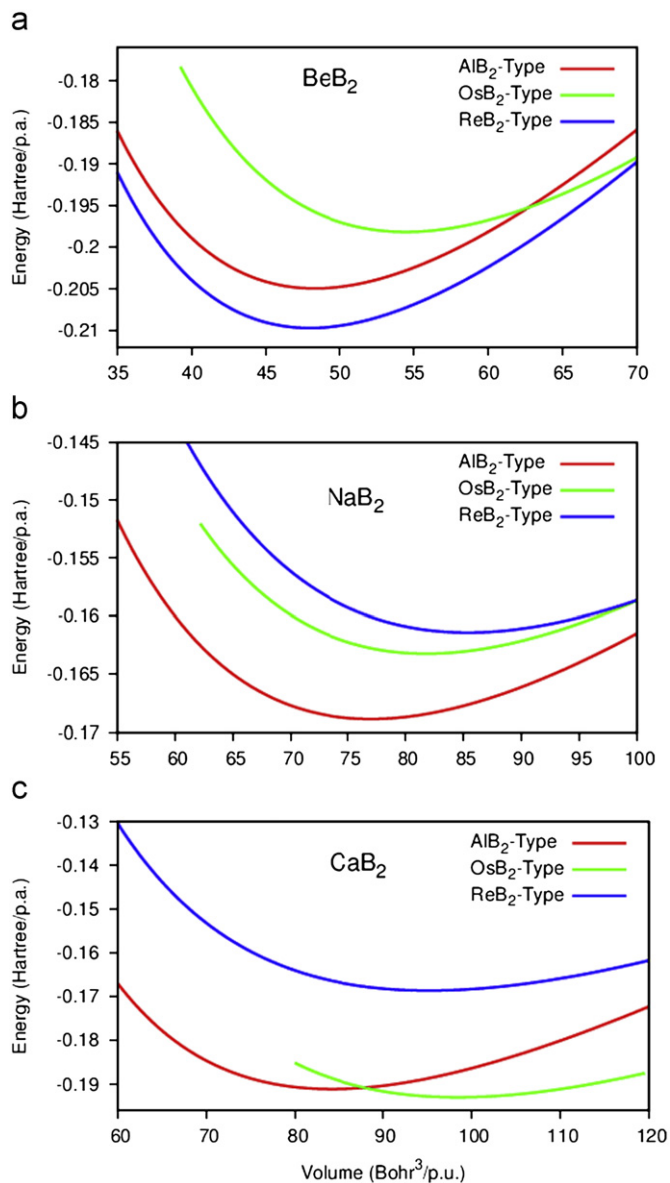 a
BeB2
AlB2-Type
OsB2-Type
ReB2-Type
Energy (Hartree/p.a.)
-0.18
-0.185
-0.19
-0.195
-0.2
-0.205
-0.21
35 40 45 50 55 60 65 70
b
NaB2
AlB2-Type
OsB2-Type
ReB2-Type
Energy (Hartree/p.a.)
-0.145
-0.15
-0.155
-0.16
-0.165
-0.17
55 60 65 70 75 80 85 90 95 100
c
CaB2
AlB2-Type
OsB2-Type
ReB2-Type
Energy (Hartree/p.a.)
-0.13
-0.14
-0.15
-0.16
-0.17
-0.18
-0.19
60 70 80 90 100 110 120
Volume (Bohr3/p.u.)